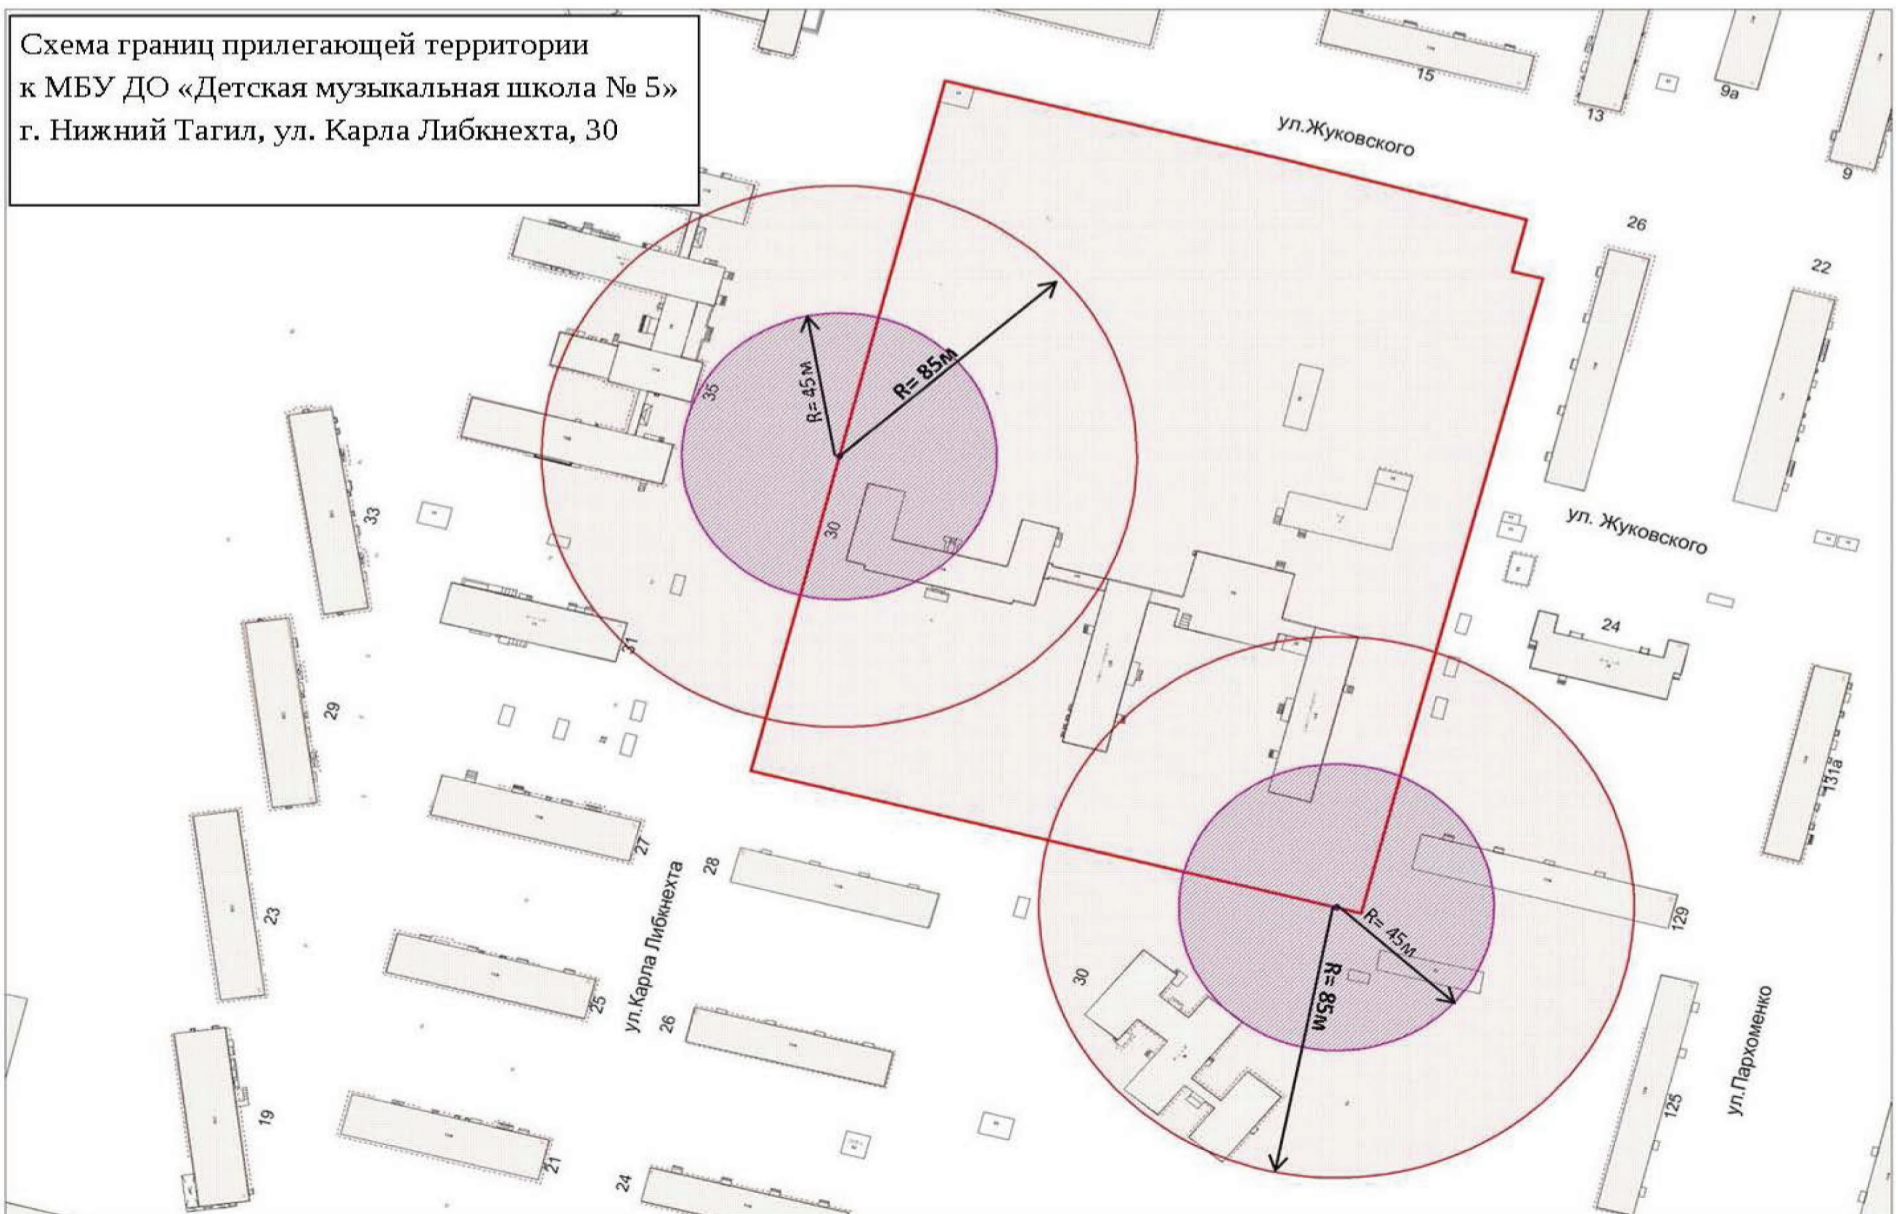 Схема границ прилегающей территории
к МБУ ДО «Детская музыкальная школа № 5»
г. Нижний Тагил, ул. Карла Либкнехта, 30
15
13
9а
9
ул.Жуковского
26
22
R= 85м
R= 45м
35
30
33
ул. Жуковского
31
24
29
131а
27
28
23
129
R= 45м
R= 85м
30
25
26
ул.Карла Либкнехта
ул.Пархоменко
125
19
21
24